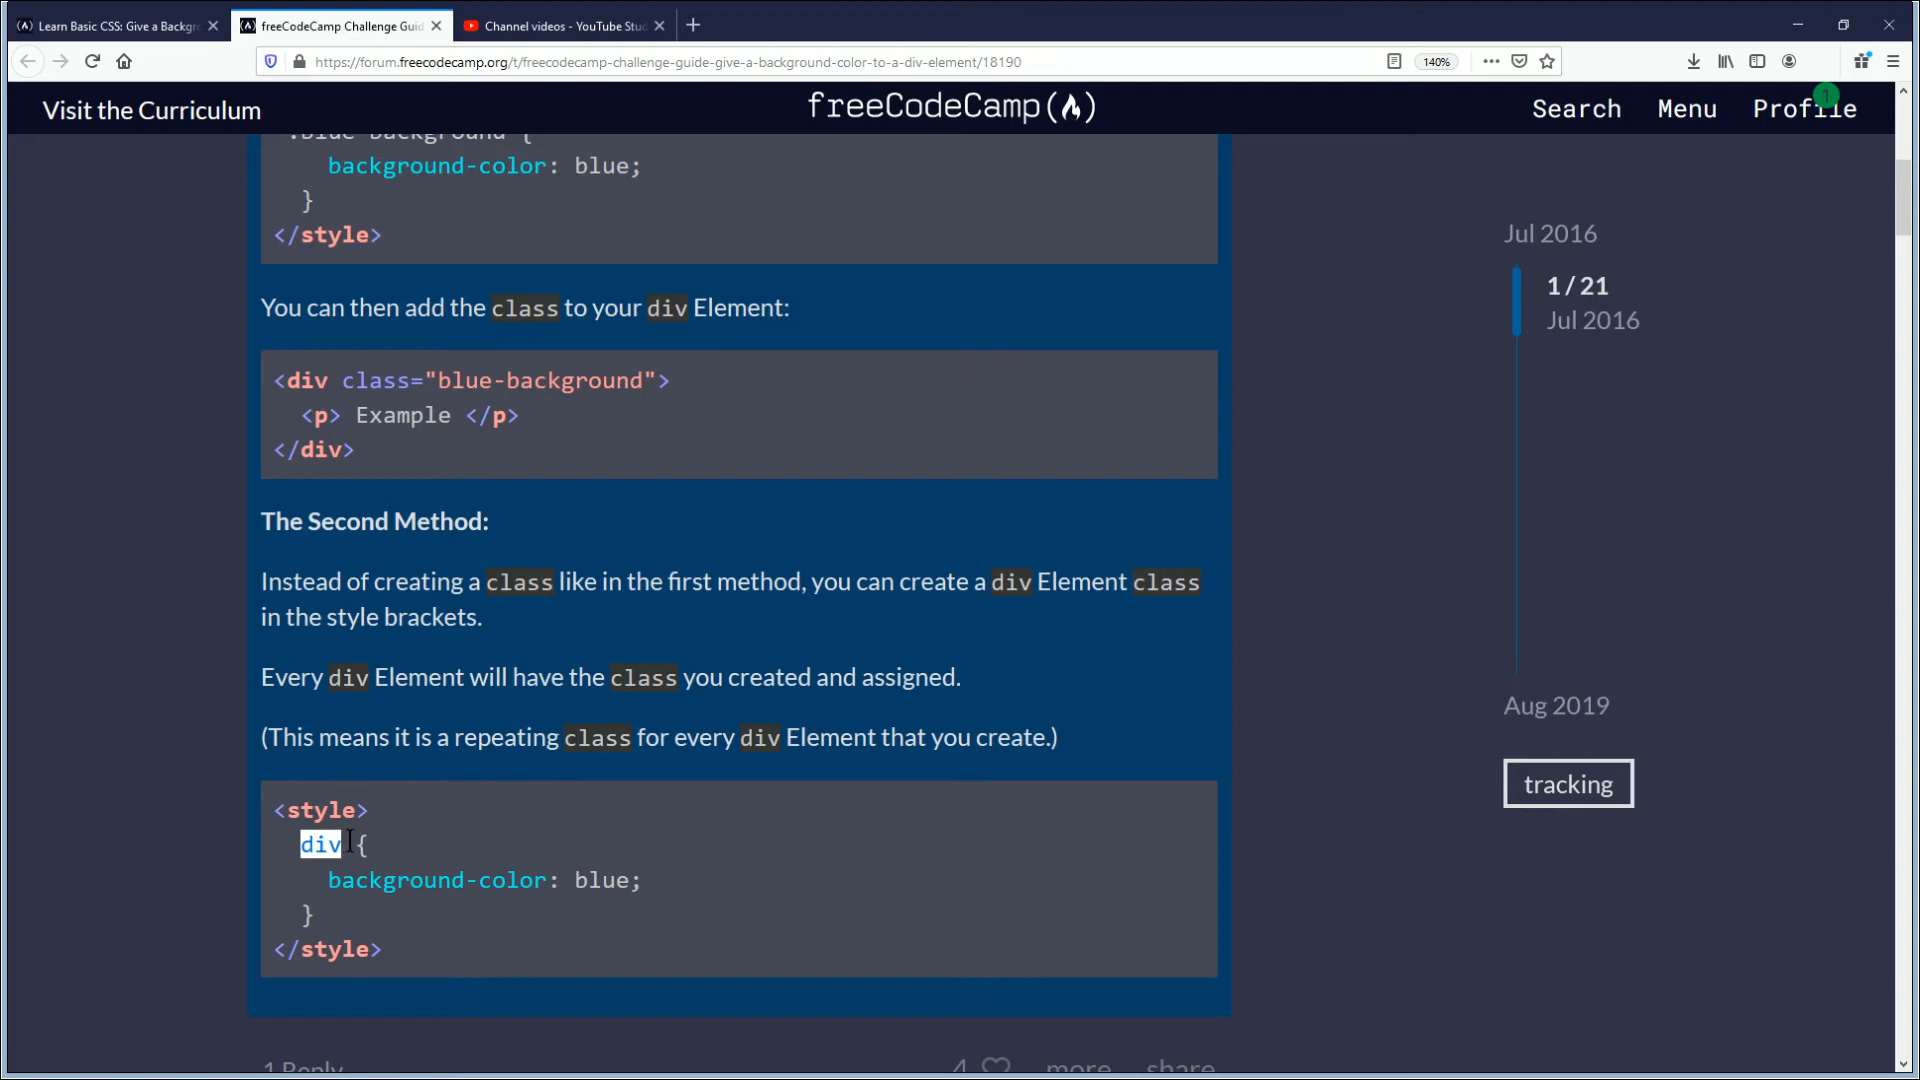 Learn Basic CSS: Give a Backgr
freeCodeCamp Challenge Guid
Channel videos - YouTube Stud
https://forum.freecodecamp.org/t/freecodecamp-challenge-guide-give-a-background-color-to-a-div-element/18190
140%
Visit the Curriculum
freeCodeCamp
Search
Menu
Profile
1
.blue-background {
background-color: blue;
}
</style>
You can then add the class to your div Element:
<div class="blue-background">
<p> Example </p>
</div>
The Second Method:
Instead of creating a class like in the first method, you can create a div Element class
in the style brackets.
Every div Element will have the class you created and assigned.
(This means it is a repeating class for every div Element that you create.)
<style>
div {
background-color: blue;
}
</style>
1 Reply
4
more
share
Jul 2016
1 / 21
Jul 2016
Aug 2019
tracking